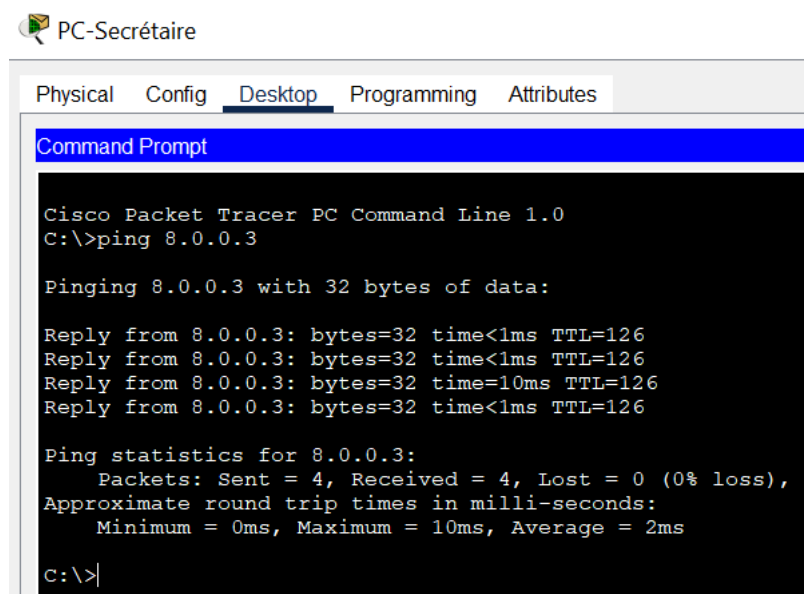 PC-Secrétaire
Physical Config Desktop Programming Attributes
Command Prompt
Cisco Packet Tracer PC Command Line 1.0
C:\>ping 8.0.0.3
Pinging 8.0.0.3 with 32 bytes of data:
Reply from 8.0.0.3: bytes=32 time<1ms TTL=126
Reply from 8.0.0.3: bytes=32 time<1ms TTL=126
Reply from 8.0.0.3: bytes=32 time=10ms TTL=126
Reply from 8.0.0.3: bytes=32 time<1ms TTL=126
Ping statistics for 8.0.0.3:
Packets: Sent = 4, Received = 4, Lost = 0 (0% loss),
Approximate round trip times in milli-seconds:
Minimum = 0ms, Maximum = 10ms, Average = 2ms
C:\>